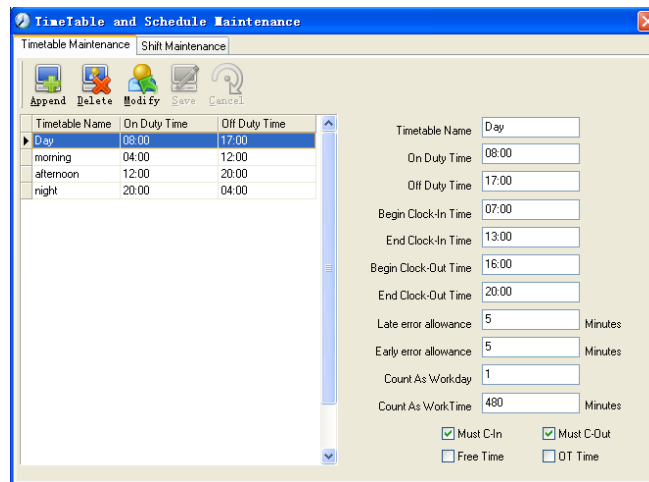 TimeTable and Schedule Maintenance
Timetable Maintenance Shift Maintenance
Append Delete Modify Save Cancel
Timetable Name On Duty Time Off Duty Time
Day 08:00 17:00
morning 04:00 12:00
afternoon 12:00 20:00
night 20:00 04:00
Timetable Name Day
On Duty Time 08:00
Off Duty Time 17:00
Begin Clock-In Time 07:00
End Clock-In Time 13:00
Begin Clock-Out Time 16:00
End Clock-Out Time 20:00
Late error allowance 5 Minutes
Early error allowance 5 Minutes
Count As Workday 1
Count As WorkTime 480 Minutes
Must C-In Must C-Out
Free Time OT Time